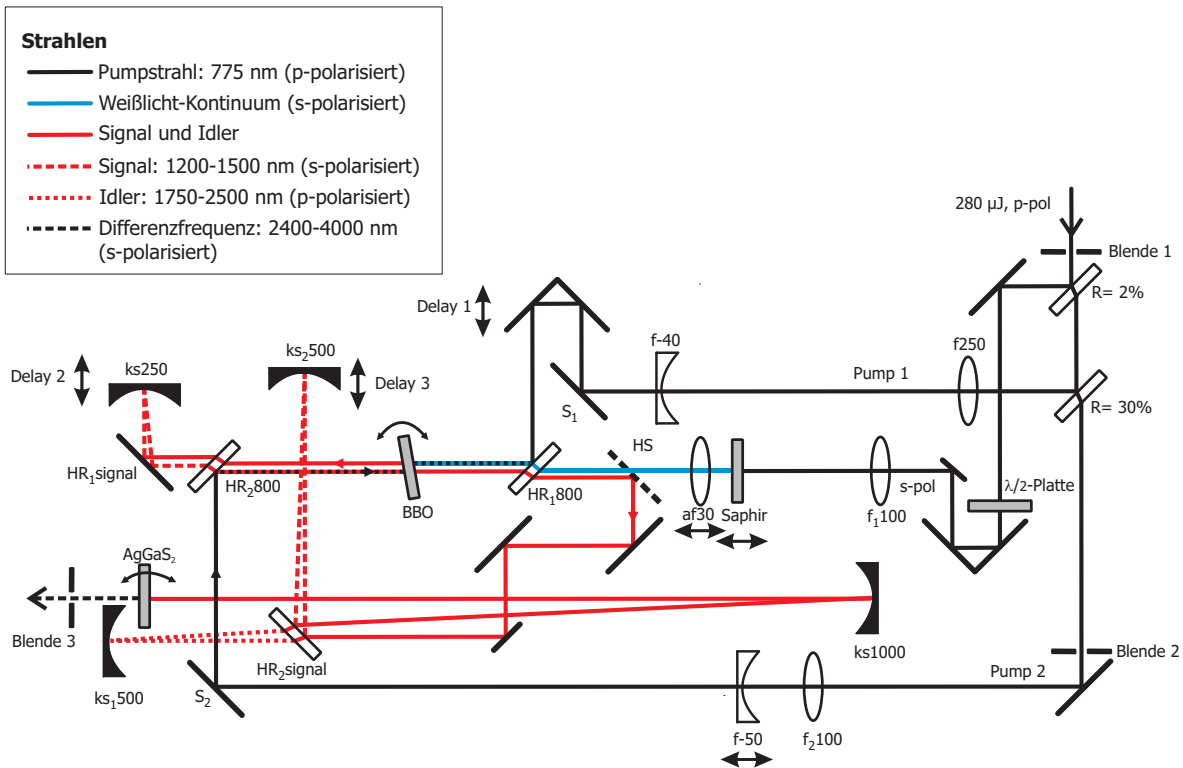 Strahlen
Pumpstrahl: 775 nm (p-polarisiert)
Weißlicht-Kontinuum (s-polarisiert)
Signal und Idler
Signal: 1200-1500 nm (s-polarisiert)
Idler: 1750-2500 nm (p-polarisiert)
Differenzfrequenz: 2400-4000 nm
(s-polarisiert)
280 µJ, p-pol
Blende 1
R= 2%
Delay 1
f-40
f250
ks₂500
ks250
Delay 2
Delay 3
Pump 1
S₁
R= 30%
HS
HR₁signal
HR₂800
BBO
HR₁800
af30
Saphir
s-pol
f₁100
λ/2-Platte
AgGaS₂
Blende 3
HR₂signal
ks1000
Blende 2
ks₁500
S₂
Pump 2
f-50
f₂100